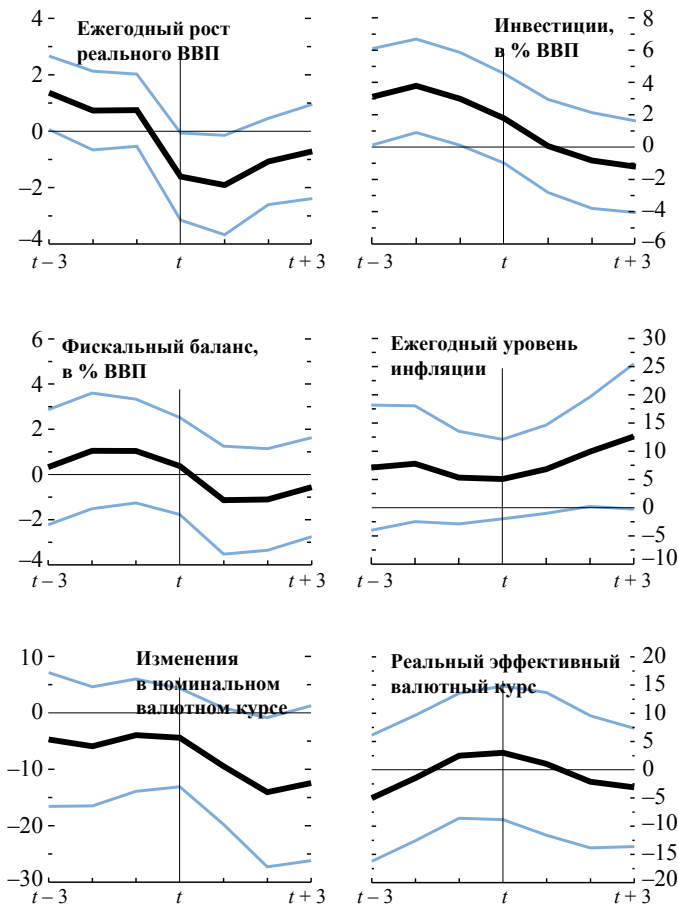 Ежегодный рост
реального ВВП
4
2
0
–2
–4
t – 3
t
t + 3
Инвестиции,
в % ВВП
8
6
4
2
0
–2
–4
–6
t – 3
t
t + 3
Фискальный баланс,
в % ВВП
6
4
2
0
–2
–4
t – 3
t
t + 3
Ежегодный уровень
инфляции
30
25
20
15
10
5
0
–5
–10
t – 3
t
t + 3
Изменения
в номинальном
валютном курсе
10
0
–10
–20
–30
t – 3
t
t + 3
Реальный эффективный
валютный курс
20
15
10
5
0
–5
–10
–15
–20
t – 3
t
t + 3